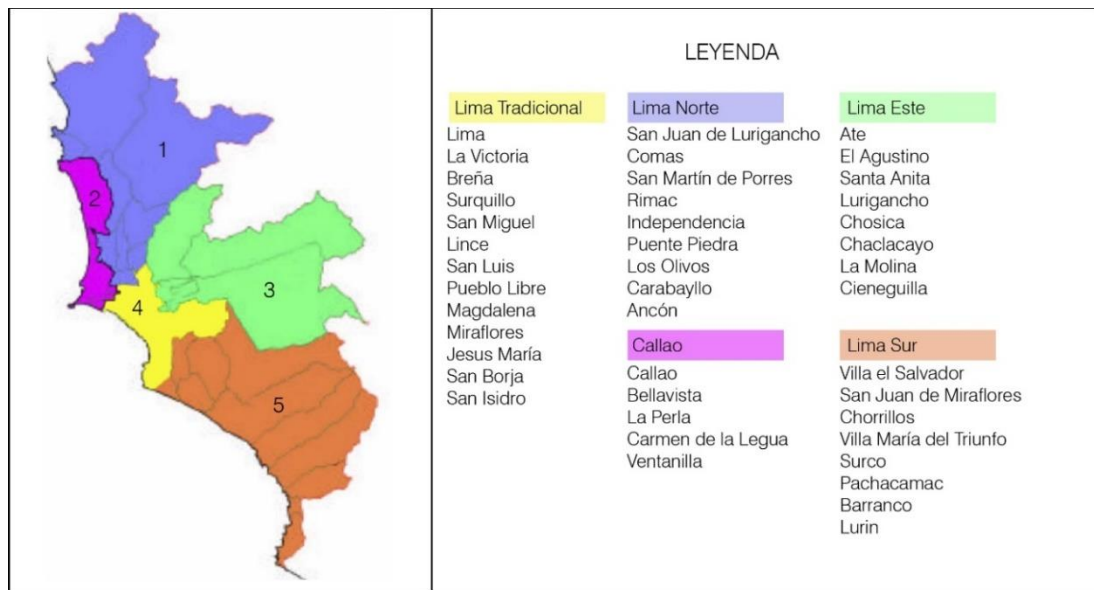 1
2
3
4
5
LEYENDA
Lima Tradicional
Lima
La Victoria
Breña
Surquillo
San Miguel
Lince
San Luis
Pueblo Libre
Magdalena
Miraflores
Jesus María
San Borja
San Isidro
Lima Norte
San Juan de Lurigancho
Comas
San Martín de Porres
Rimac
Independencia
Puente Piedra
Los Olivos
Carabayllo
Ancón
Callao
Callao
Bellavista
La Perla
Carmen de la Legua
Ventanilla
Lima Este
Ate
El Agustino
Santa Anita
Lurigancho
Chosica
Chaclacayo
La Molina
Cieneguilla
Lima Sur
Villa el Salvador
San Juan de Miraflores
Chorrillos
Villa María del Triunfo
Surco
Pachacamac
Barranco
Lurin